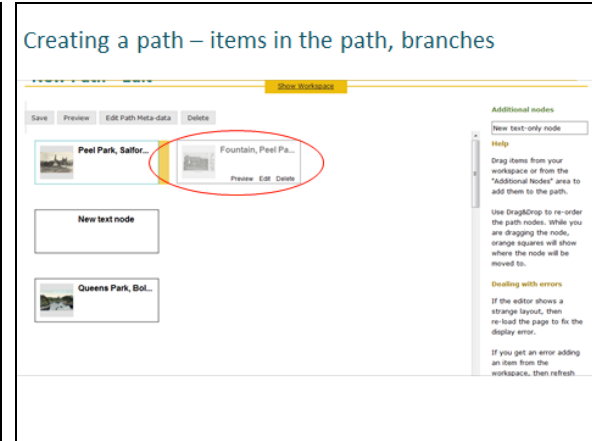 Creating a path – items in the path, branches
Show Workspace
Save Preview Edit Path Meta-data Delete
Peel Park, Salfor...
Fountain, Peel Pa...
Preview Edit Delete
New text node
Queens Park, Bol...
Additional nodes
New text-only node
Help
Drag items from your
workspace or from the
"Additional Nodes" area to
add them to the path.
Use Drag&Drop to re-order
the path nodes. While you
are dragging the node,
orange squares will show
where the node will be
moved to.
Dealing with errors
If the editor shows a
strange layout, then
re-load the page to fix the
display error.
If you get an error adding
an item from the
workspace, then refresh